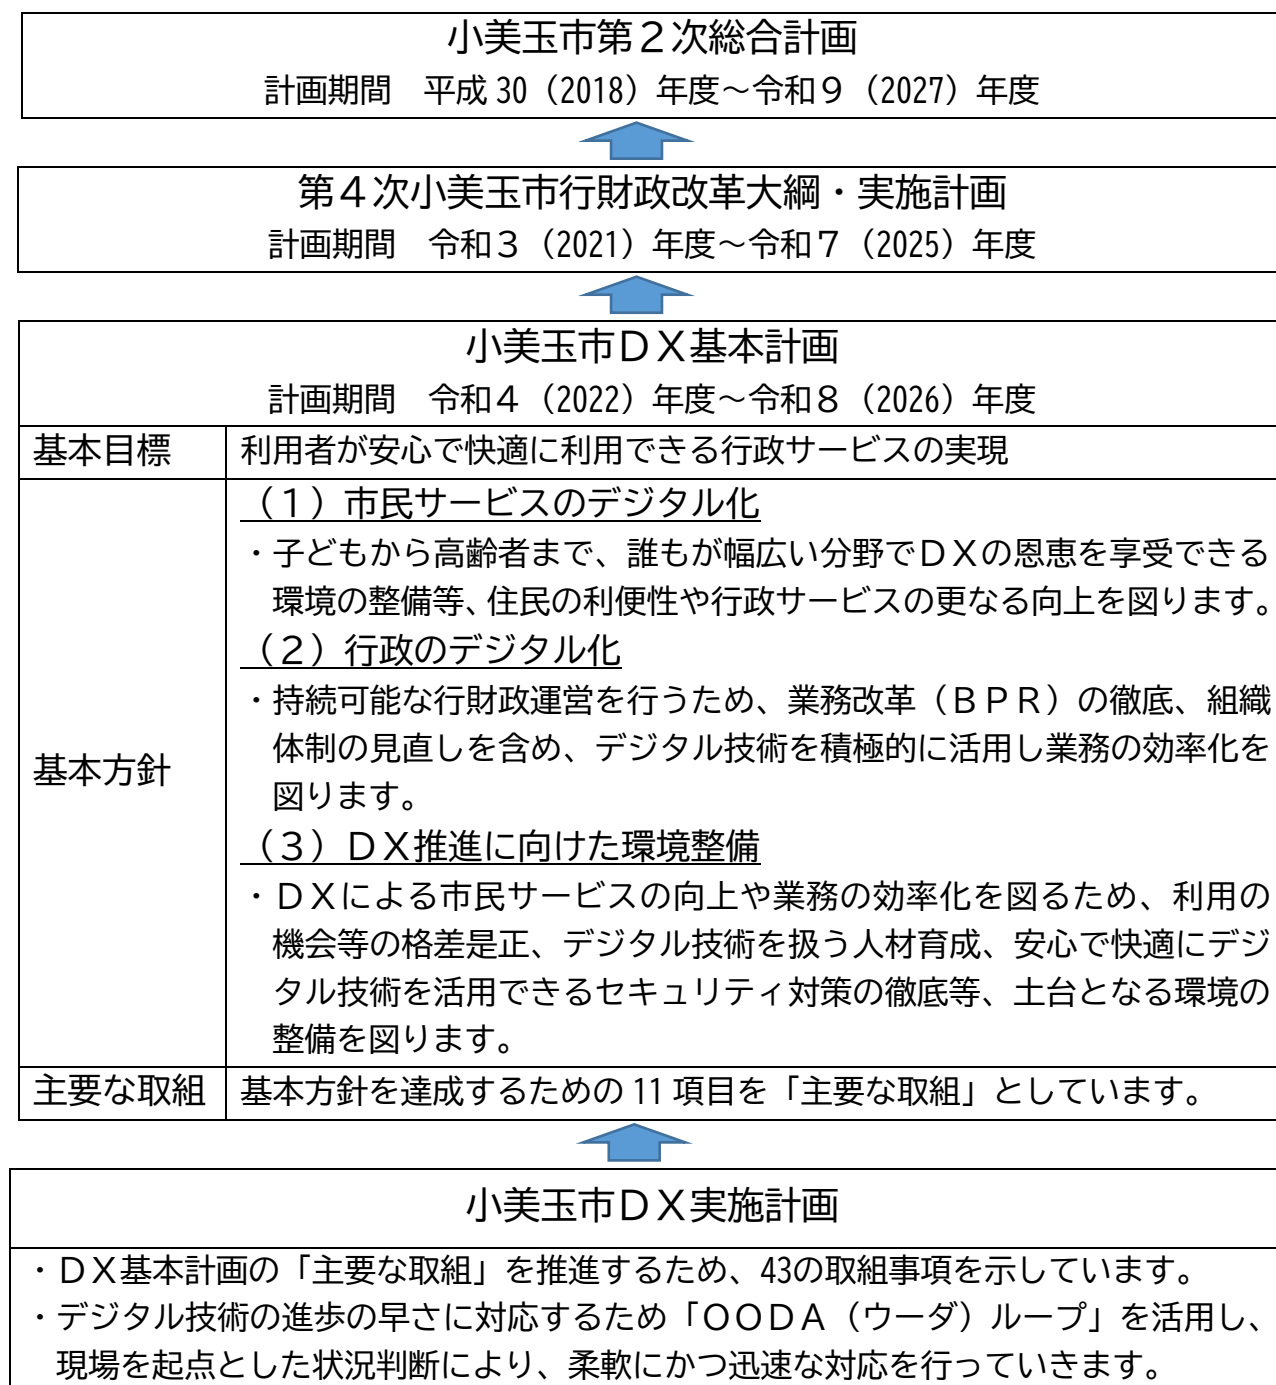 小美玉市第２次総合計画
計画期間　平成 30（2018）年度～令和９（2027）年度
第４次小美玉市行財政改革大綱・実施計画
計画期間　令和３（2021）年度～令和７（2025）年度
小美玉市ＤＸ基本計画
計画期間　令和４（2022）年度～令和８（2026）年度
基本目標　利用者が安心で快適に利用できる行政サービスの実現
基本方針
（１）市民サービスのデジタル化
・子どもから高齢者まで、誰もが幅広い分野でＤＸの恩恵を享受できる
環境の整備等、住民の利便性や行政サービスの更なる向上を図ります。
（２）行政のデジタル化
・持続可能な行財政運営を行うため、業務改革（ＢＰＲ）の徹底、組織
体制の見直しを含め、デジタル技術を積極的に活用し業務の効率化を
図ります。
（３）ＤＸ推進に向けた環境整備
・ＤＸによる市民サービスの向上や業務の効率化を図るため、利用の
機会等の格差是正、デジタル技術を扱う人材育成、安心で快適にデジ
タル技術を活用できるセキュリティ対策の徹底等、土台となる環境の
整備を図ります。
主要な取組　基本方針を達成するための 11 項目を「主要な取組」としています。
小美玉市ＤＸ実施計画
・ＤＸ基本計画の「主要な取組」を推進するため、43の取組事項を示しています。
・デジタル技術の進歩の早さに対応するため「ＯＯＤＡ（ウーダ）ループ」を活用し、
現場を起点とした状況判断により、柔軟にかつ迅速な対応を行っていきます。